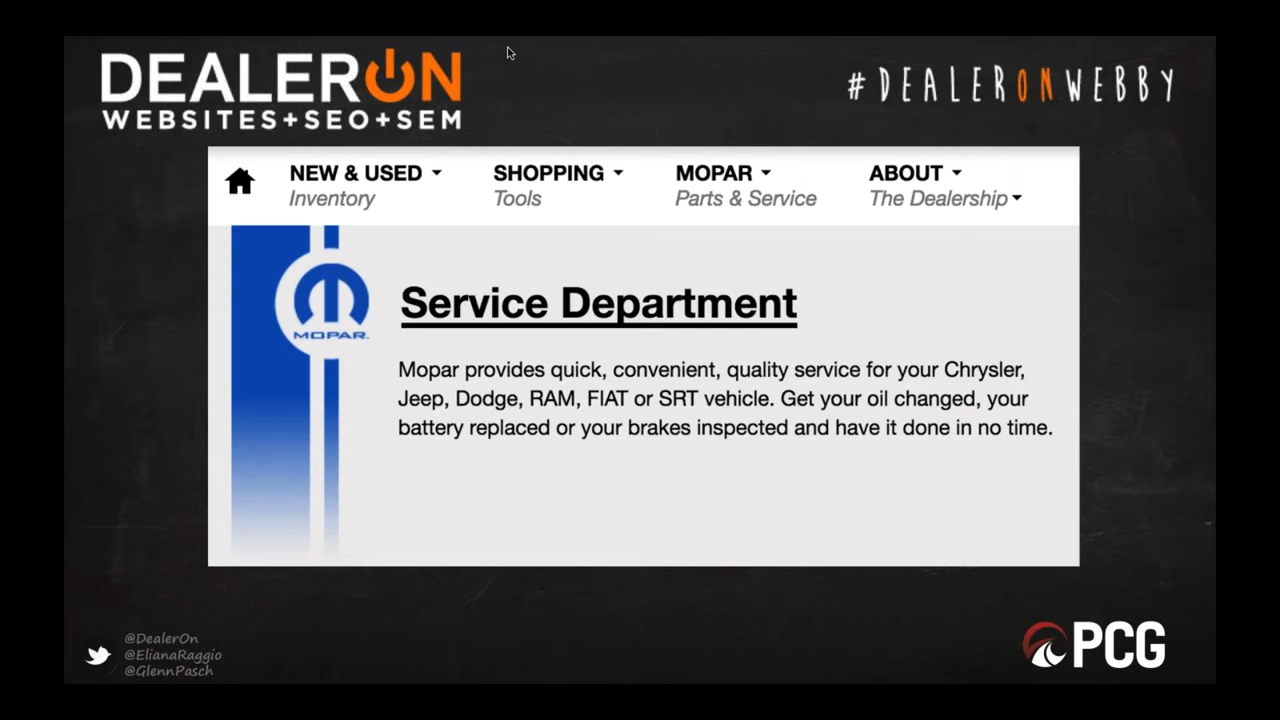 DEALERON
WEBSITES+SEO+SEM
#DEALERONWEBBY
NEW & USED
Inventory
SHOPPING
Tools
MOPAR
Parts & Service
ABOUT
The Dealership
MOPAR.
Service Department
Mopar provides quick, convenient, quality service for your Chrysler,
Jeep, Dodge, RAM, FIAT or SRT vehicle. Get your oil changed, your
battery replaced or your brakes inspected and have it done in no time.
@DealerOn
@ElianaRaggio
@GlennPasch
PCG